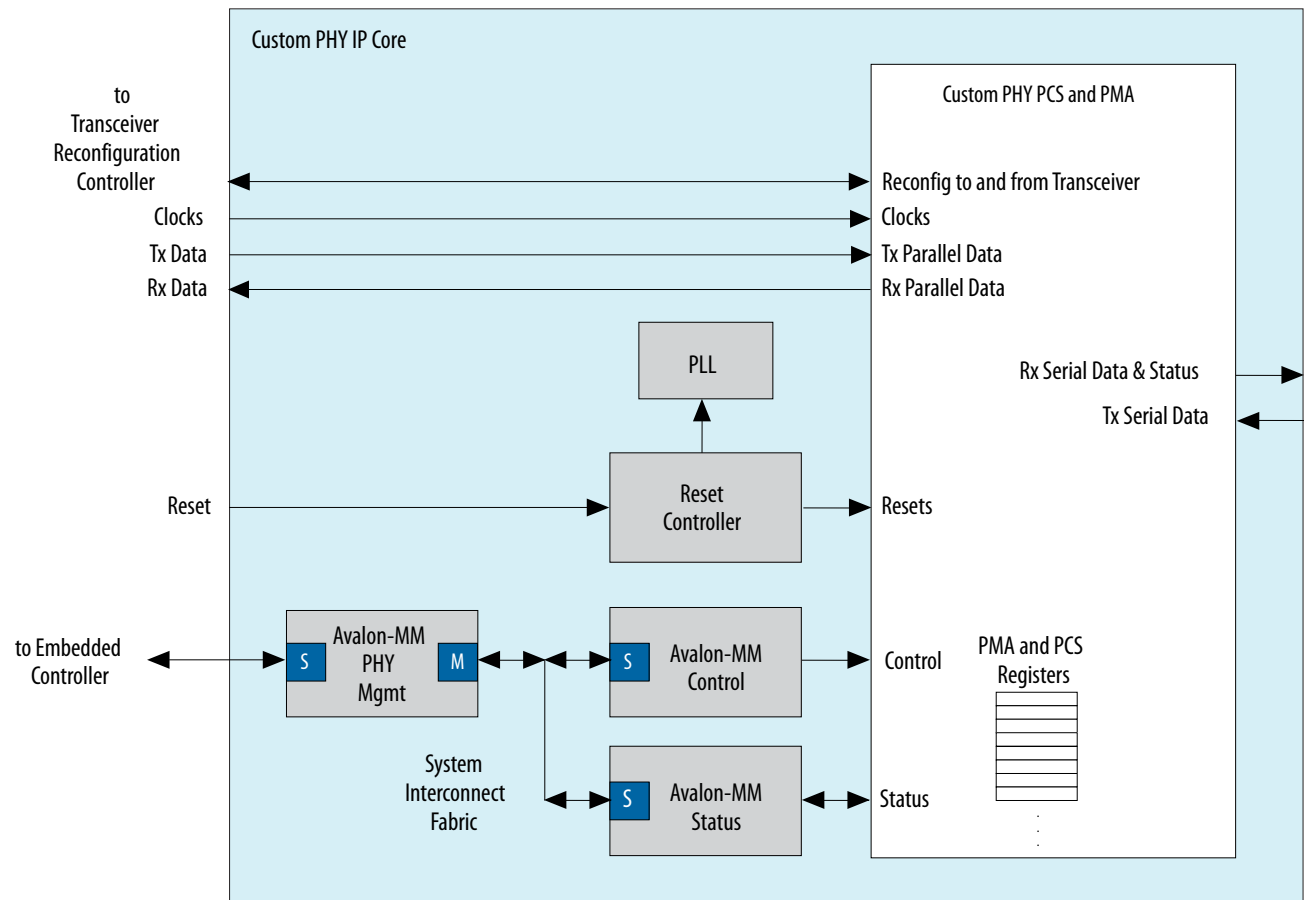 Custom PHY IP Core
Custom PHY PCS and PMA
to
Transceiver
Reconfiguration
Controller
Reconfig to and from Transceiver
Clocks
Clocks
Tx Data
Tx Parallel Data
Rx Data
Rx Parallel Data
PLL
Rx Serial Data & Status
Tx Serial Data
Reset
Reset
Controller
Resets
to Embedded
Controller
S
Avalon-MM
PHY
Mgmt
M
S
Avalon-MM
Control
Control
PMA and PCS
Registers
System
Interconnect
Fabric
S
Avalon-MM
Status
Status
.
.
.